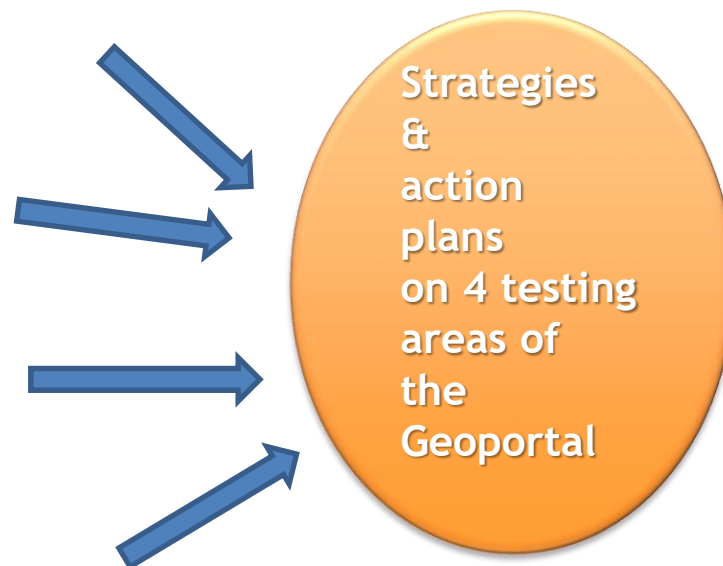 Strategies
&
action
plans
on 4 testing
areas of
the
Geoportal